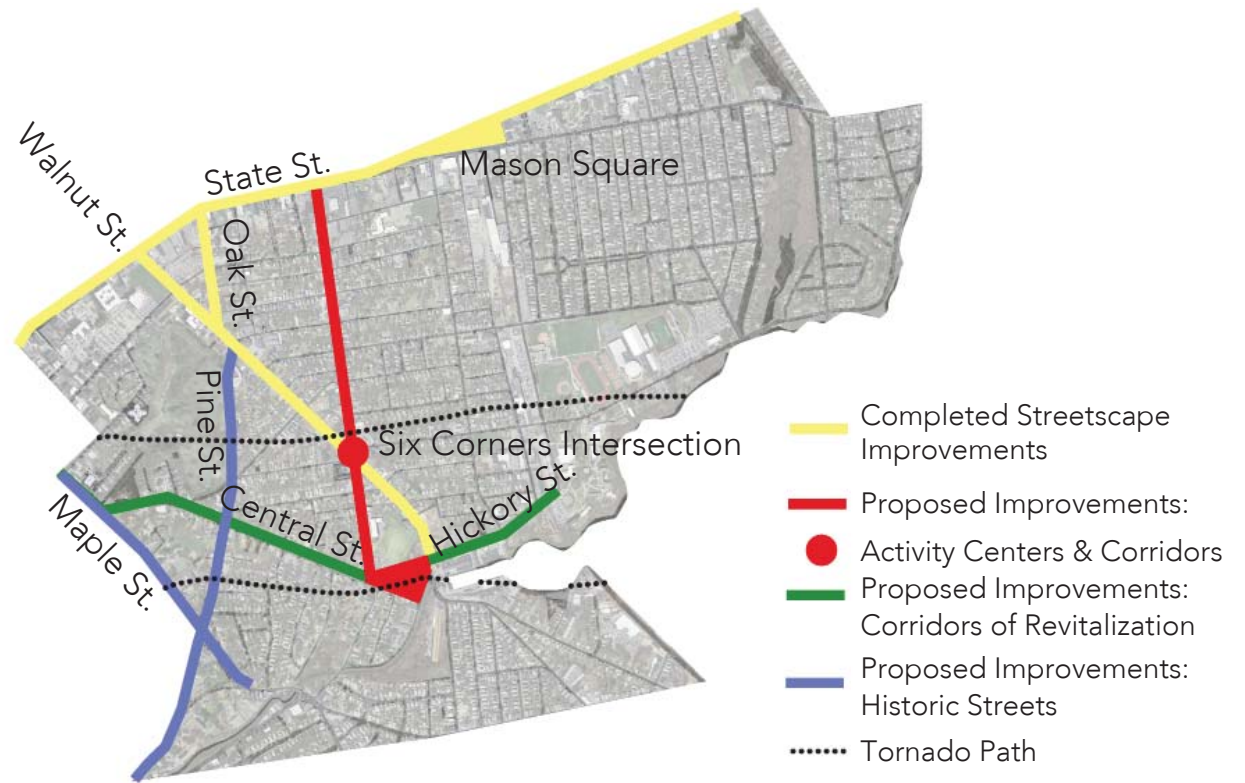 Walnut St.
State St.
Mason Square
Oak St.
Pine St.
Six Corners Intersection
Hickory St.
Central St.
Maple St.
Completed Streetscape
Improvements
Proposed Improvements:
Activity Centers & Corridors
Proposed Improvements:
Corridors of Revitalization
Proposed Improvements:
Historic Streets
Tornado Path